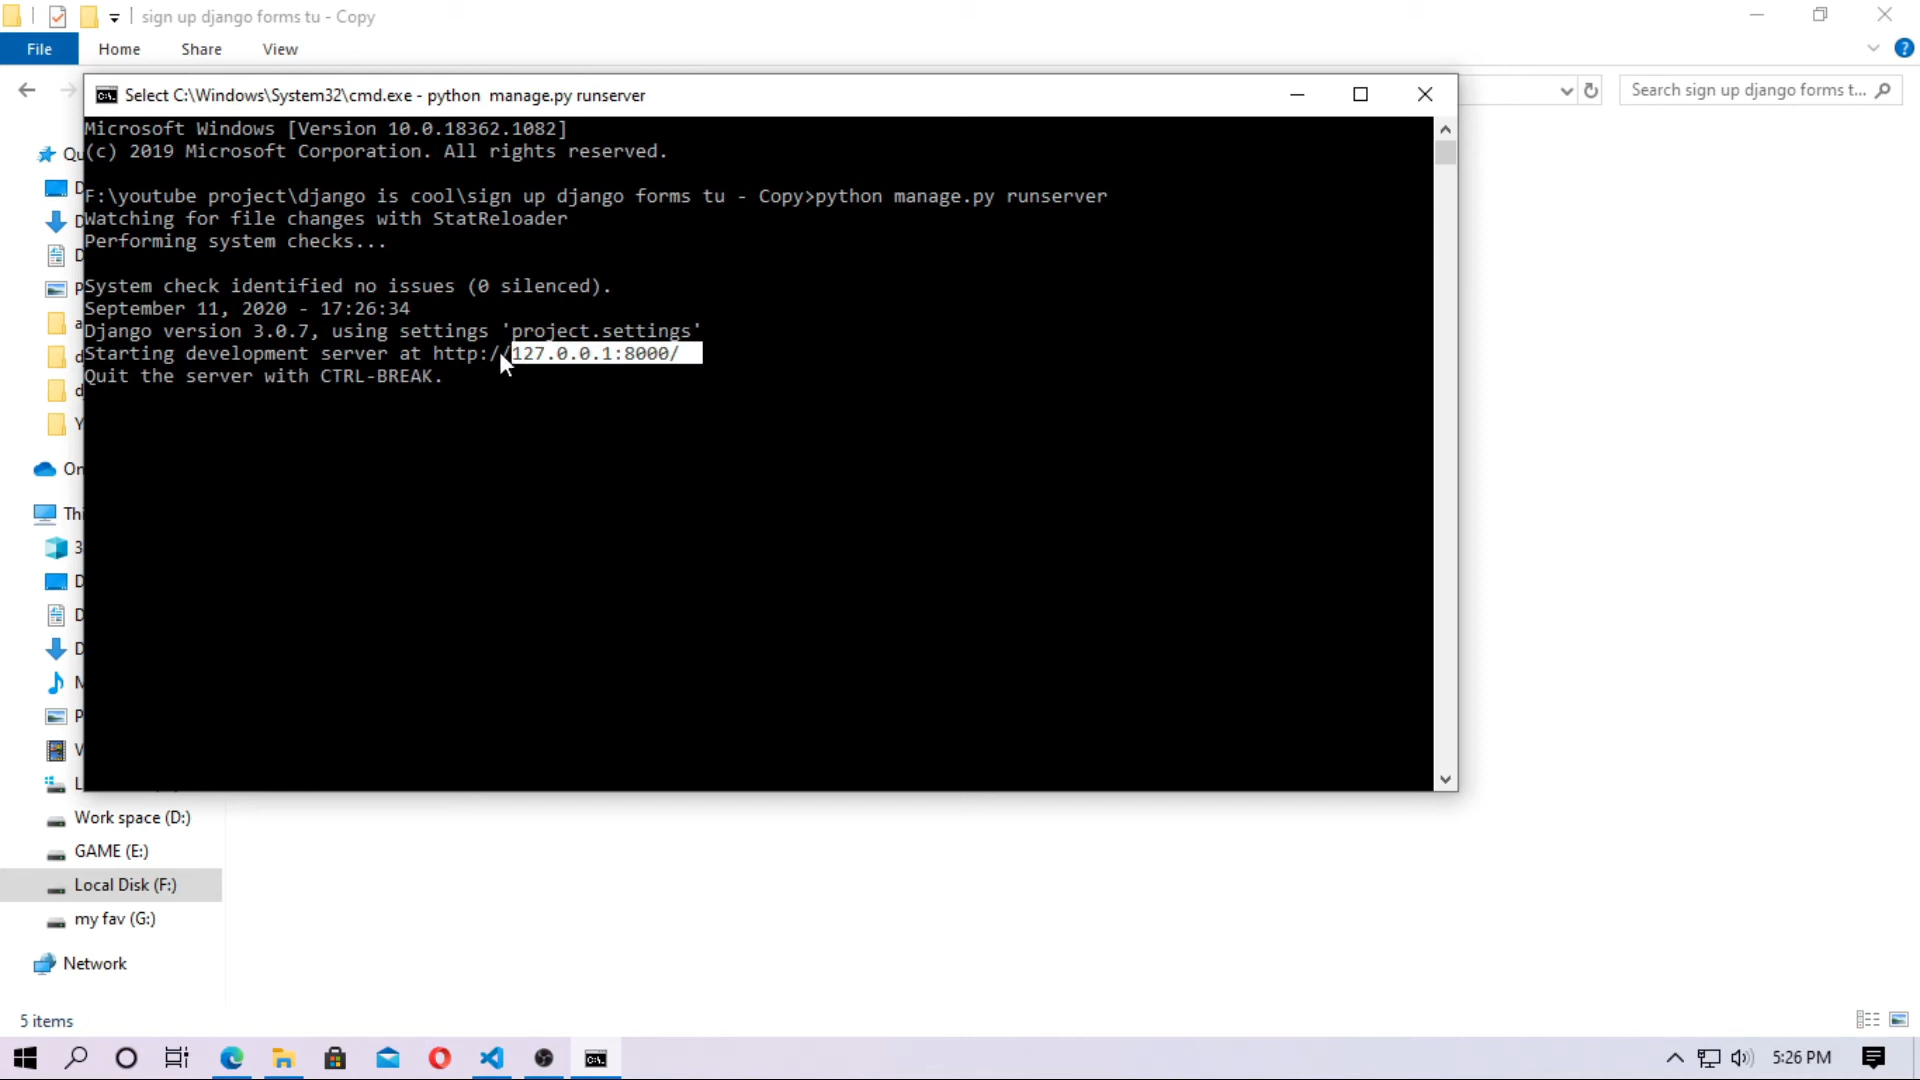 sign up django forms tu - Copy
File Home Share View
Search sign up django forms t...
Select C:\Windows\System32\cmd.exe - python  manage.py runserver
Microsoft Windows [Version 10.0.18362.1082]
(c) 2019 Microsoft Corporation. All rights reserved.
F:\youtube project\django is cool\sign up django forms tu - Copy>python manage.py runserver
Watching for file changes with StatReloader
Performing system checks...
System check identified no issues (0 silenced).
September 11, 2020 - 17:26:34
Django version 3.0.7, using settings 'project.settings'
Starting development server at http://127.0.0.1:8000/
Quit the server with CTRL-BREAK.
Qu
D
D
D
P
a
d
d
Y
On
Thi
3
D
D
D
M
P
V
L
Work space (D:)
GAME (E:)
Local Disk (F:)
my fav (G:)
Network
5 items
5:26 PM